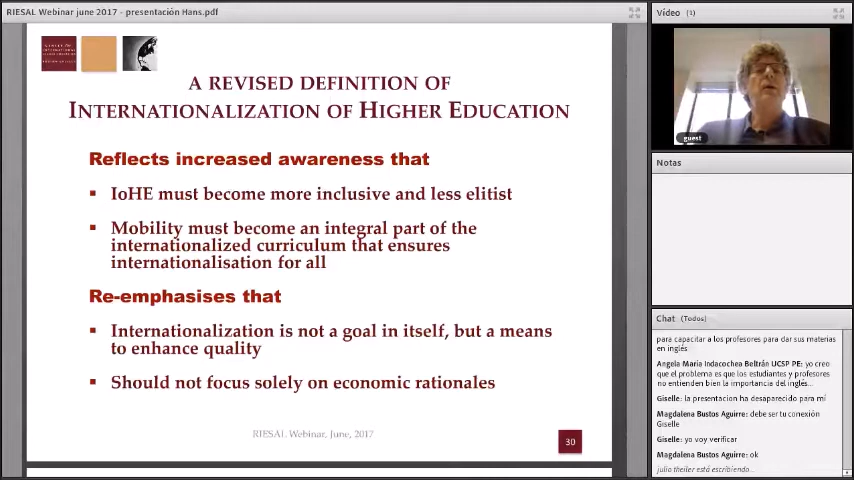 RIESAL Webinar june 2017 - presentación Hans.pdf
A REVISED DEFINITION OF
INTERNATIONALIZATION OF HIGHER EDUCATION
Reflects increased awareness that
▪ IoHE must become more inclusive and less elitist
▪ Mobility must become an integral part of the
internationalized curriculum that ensures
internationalisation for all
Re-emphasises that
▪ Internationalization is not a goal in itself, but a means
to enhance quality
▪ Should not focus solely on economic rationales
RIESAL Webinar, June, 2017
30
Vídeo (1)
guest
Notas
Chat (Todos)
para capacitar a los profesores para dar sus materias
en inglés
Angela María Indacochea Beltrán UCSP PE: yo creo
que el problema es que los estudiantes y profesores
no entienden bien la importancia del inglés...
Giselle: la presentacion ha desaparecido para mí
Magdalena Bustos Aguirre: debe ser tu conexión
Giselle
Giselle: yo voy verificar
Magdalena Bustos Aguirre: ok
julio theiler está escribiendo...